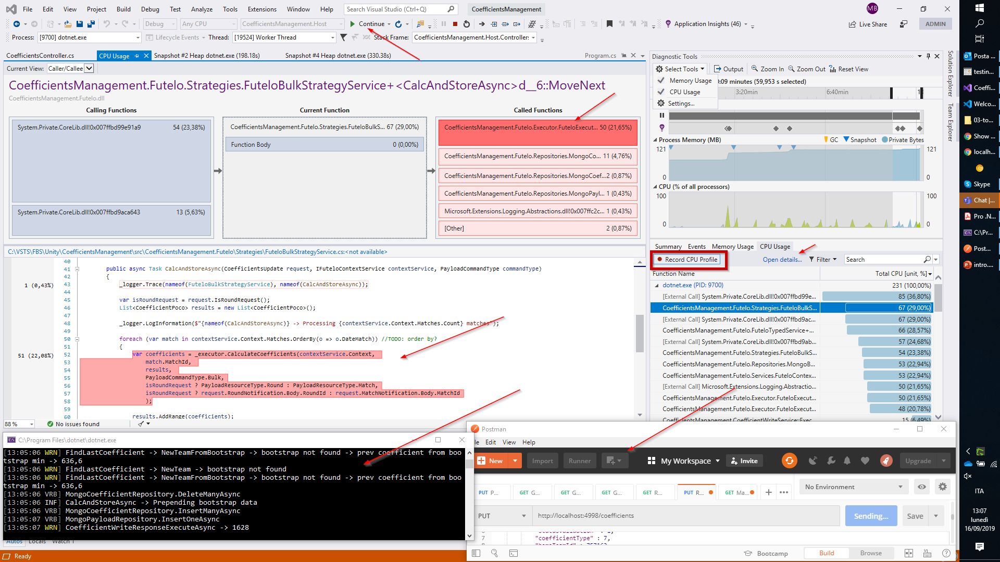 File Edit View Project Build Debug Test Analyze Tools Extensions Window Help Search Visual Studio (Ctrl+Q) CoefficientsManagement MB
Debug Any CPU CoefficientsManagement.Host Continue Application Insights (46) Live Share ADMIN
Process: [9700] dotnet.exe Lifecycle Events Thread: [19524] Worker Thread Stack Frame: CoefficientsManagement.Host.Controller:
CoefficientsController.cs CPU Usage Snapshot #2 Heap dotnet.exe (198.18s) Snapshot #4 Heap dotnet.exe (330.38s) Program.cs
Current View: Caller/Callee
CoefficientsManagement.Futelo.Strategies.FuteloBulkStrategyService+<CalcAndStoreAsync>d__6::MoveNext
CoefficientsManagement.Futelo.dll
Calling Functions Current Function Called Functions
System.Private.CoreLib.dll!0x007ffbd99e91a9 54 (23,38%)
System.Private.CoreLib.dll!0x007ffbd9aca643 13 (5,63%)
CoefficientsManagement.Futelo.Strategies.FuteloBulkS... 67 (29,00%)
Function Body 0 (0,00%)
CoefficientsManagement.Futelo.Executor.FuteloExecut... 50 (21,65%)
CoefficientsManagement.Futelo.Repositories.MongoCo... 11 (4,76%)
CoefficientsManagement.Futelo.Repositories.MongoCoef...2 (0,87%)
CoefficientsManagement.Futelo.Repositories.MongoPayl... 1 (0,43%)
Microsoft.Extensions.Logging.Abstractions.dll!0x007ffc2c... 1 (0,43%)
[Other] 2 (0,87%)
C:\VSTS\FBS\Unity\CoefficientsManagement\src\CoefficientsManagement.Futelo\Strategies\FuteloBulkStrategyService.cs:<not available>
40
41 public async Task CalcAndStoreAsync(CoefficientsUpdate request, IFuteloContextService contextService, PayloadCommandType commandType)
42 {
1 (0,43%) 43 _logger.Trace(nameof(FuteloBulkStrategyService), nameof(CalcAndStoreAsync));
44
45 var isRoundRequest = request.IsRoundRequest();
46 List<CoefficientPoco> results = new List<CoefficientPoco>();
47
48 _logger.LogInformation($"{nameof(CalcAndStoreAsync)} -> Processing {contextService.Context.Matches.Count} matches");
49
50 foreach (var match in contextService.Context.Matches.OrderBy(o => o.DateMatch)) //TODO: order by?
51 {
51 (22,08%) 52 var coefficients = _executor.CalculateCoefficients(contextService.Context,
53 match.MatchId,
54 results,
55 PayloadCommandType.Bulk,
56 isRoundRequest ? PayloadResourceType.Round : PayloadResourceType.Match,
57 isRoundRequest ? request.RoundNotification.Body.RoundId : request.MatchNotification.Body.MatchId
58 );
59
60 results.AddRange(coefficients);
88 % No issues found
Diagnostic Tools
Select Tools Output Zoom In Zoom Out Reset View
Memory Usage
CPU Usage
Settings...
0:09 minutes (59,953 s selected)
3:20min 6:40min
Process Memory (MB) GC Snapshot Private Bytes
121 121
0 0
CPU (% of all processors)
100 100
0 0
Summary Events Memory Usage CPU Usage
Record CPU Profile Open details... Filter Search
Function Name Total CPU [unit, %]
dotnet.exe (PID: 9700) 231 (100,00%)
[External Call] System.Private.CoreLib.dll!0x007ffbd99e... 85 (36,80%)
CoefficientsManagement.Futelo.Strategies.FuteloBulkS... 67 (29,00%)
[External Call] System.Private.CoreLib.dll!0x007ffbd9ac... 67 (29,00%)
CoefficientsManagement.Futelo.FuteloTypedService+... 66 (28,57%)
[External Call] System.Private.CoreLib.dll!0x007ffbd9ab... 57 (24,68%)
CoefficientsManagement.Futelo.Strategies.FuteloBulkS... 54 (23,38%)
CoefficientsManagement.Futelo.Repositories.MongoB... 53 (22,94%)
CoefficientsManagement.Futelo.Services.FuteloContex... 53 (22,94%)
[External Call] Microsoft.Extensions.Logging.Abstractio... 50 (21,65%)
CoefficientsManagement.Futelo.Executor.FuteloExecut... 50 (21,65%)
CoefficientsManagement.Futelo.Executor.FuteloExecut... 48 (20,78%)
CoefficientsManagement.CoefficientWriteService::Exec... 15 (6,49%)
Solution Explorer
Team Explorer
C:\Program Files\dotnet\dotnet.exe
[13:05:06 WRN] FindLastCoefficient -> NewTeamFromBootstrap -> bootstrap not found -> prev coefficient from boo
tstrap min -> 636,6
[13:05:06 WRN] FindLastCoefficient -> NewTeam -> bootstrap not found
[13:05:06 WRN] FindLastCoefficient -> NewTeamFromBootstrap -> bootstrap not found -> prev coefficient from boo
tstrap min -> 636,6
[13:05:06 VRB] MongoCoefficientRepository.DeleteManyAsync
[13:05:06 INF] CalcAndStoreAsync -> Prepending bootstrap data
[13:05:06 VRB] MongoCoefficientRepository.InsertManyAsync
[13:05:07 VRB] MongoPayloadRepository.InsertOneAsync
[13:05:07 WRN] CoefficientWriteResponseExecuteAsync -> 1628
Autos Locals Watch 1
Ready
Postman
le Edit View Help
New Import Runner My Workspace Invite Upgrade
PUT P... GET G... GET G... GET G... GET R... PUT R... GET Ma... No Environment
PUT http://localhost:4998/coefficients Sending... Save
7 "coefficientType" : 7,
Bootcamp Build Browse
Posta ...
testin...
Coeffi...
Welco...
03-to...
Show ...
localh...
Skype
Chat |...
Pro .N...
C:\Pr...
Post...
intro....
ITA
13:07
lunedì
16/09/2019